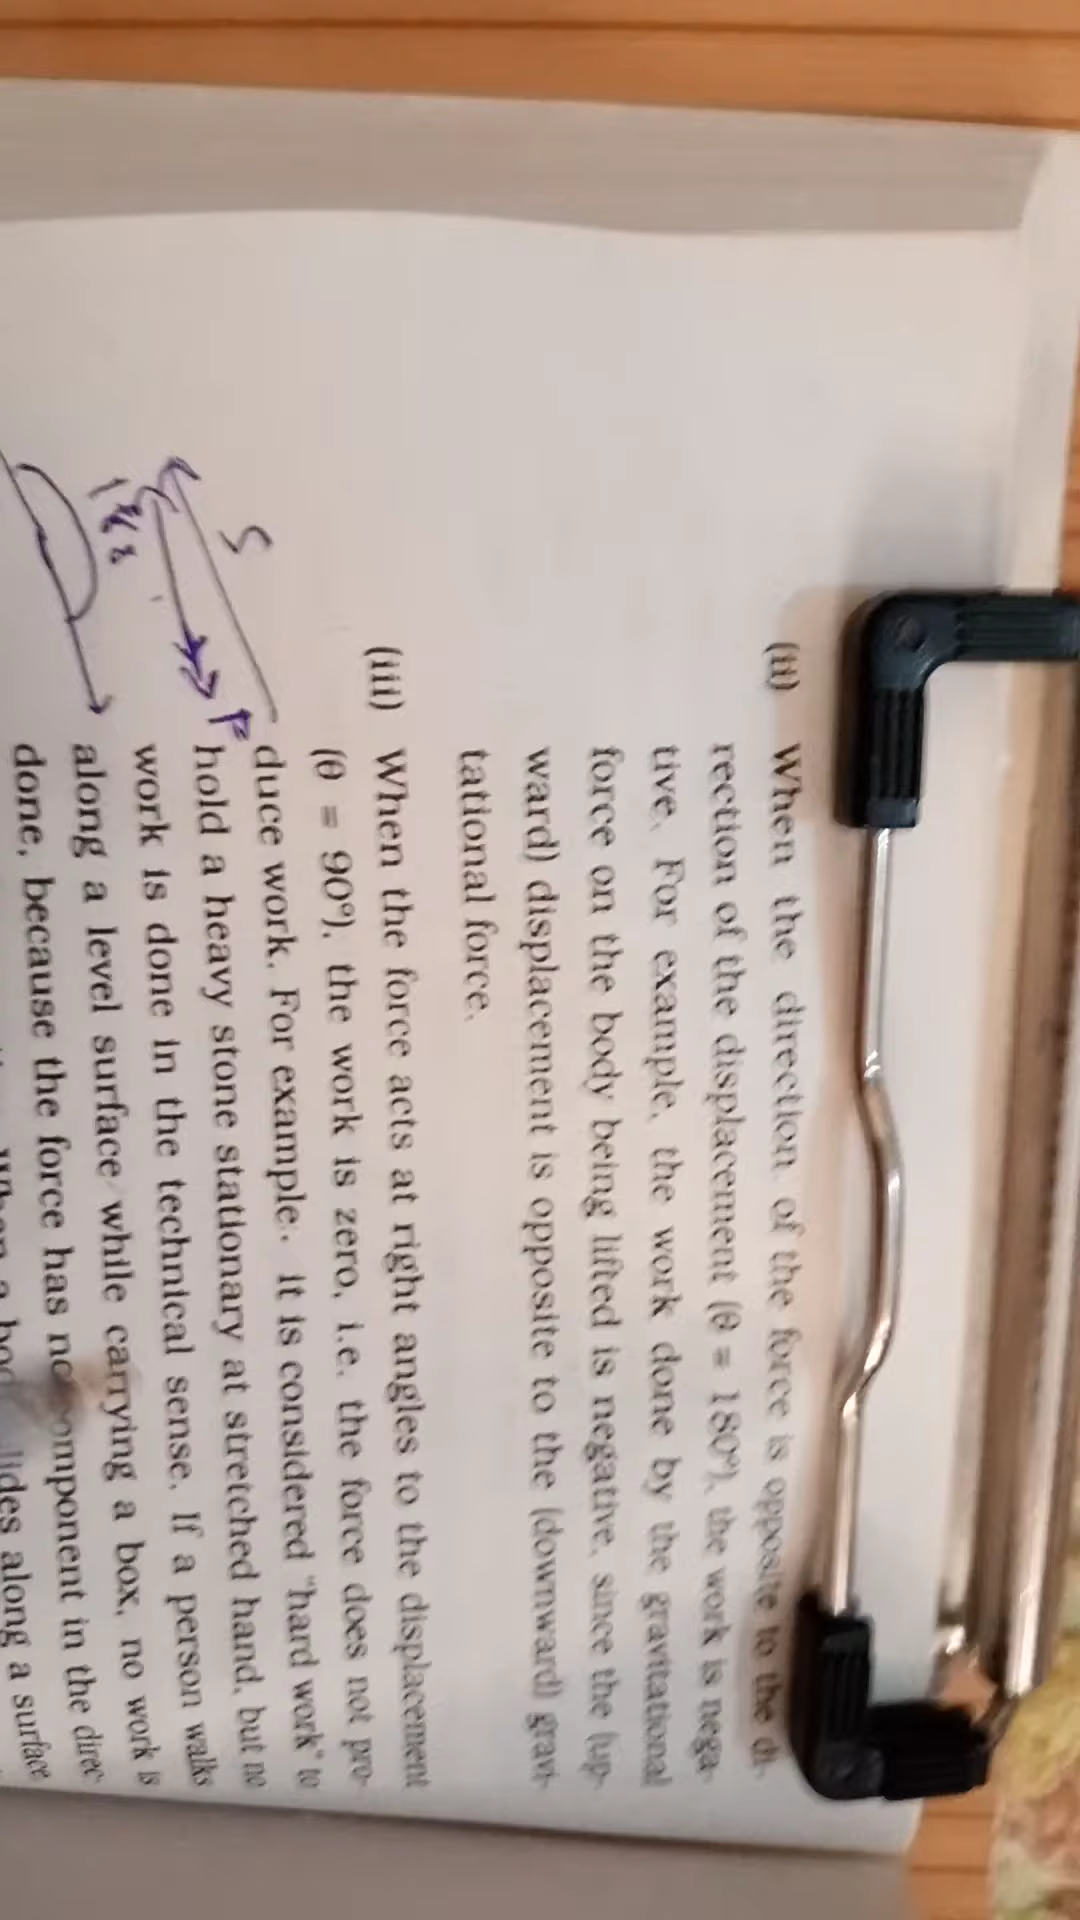 (ii) When the direction of the force is opposite to the di-
rection of the displacement (θ = 180°), the work is nega-
tive. For example, the work done by the gravitational
force on the body being lifted is negative, since the (up-
ward) displacement is opposite to the (downward) gravi-
tational force.
(iii) When the force acts at right angles to the displacement
(θ = 90°), the work is zero, i.e. the force does not pro-
duce work. For example, it is considered "hard work" to
hold a heavy stone stationary at stretched hand, but no
work is done in the technical sense. If a person walks
along a level surface while carrying a box, no work is
done, because the force has no component in the direc
When a along a surface
S
F